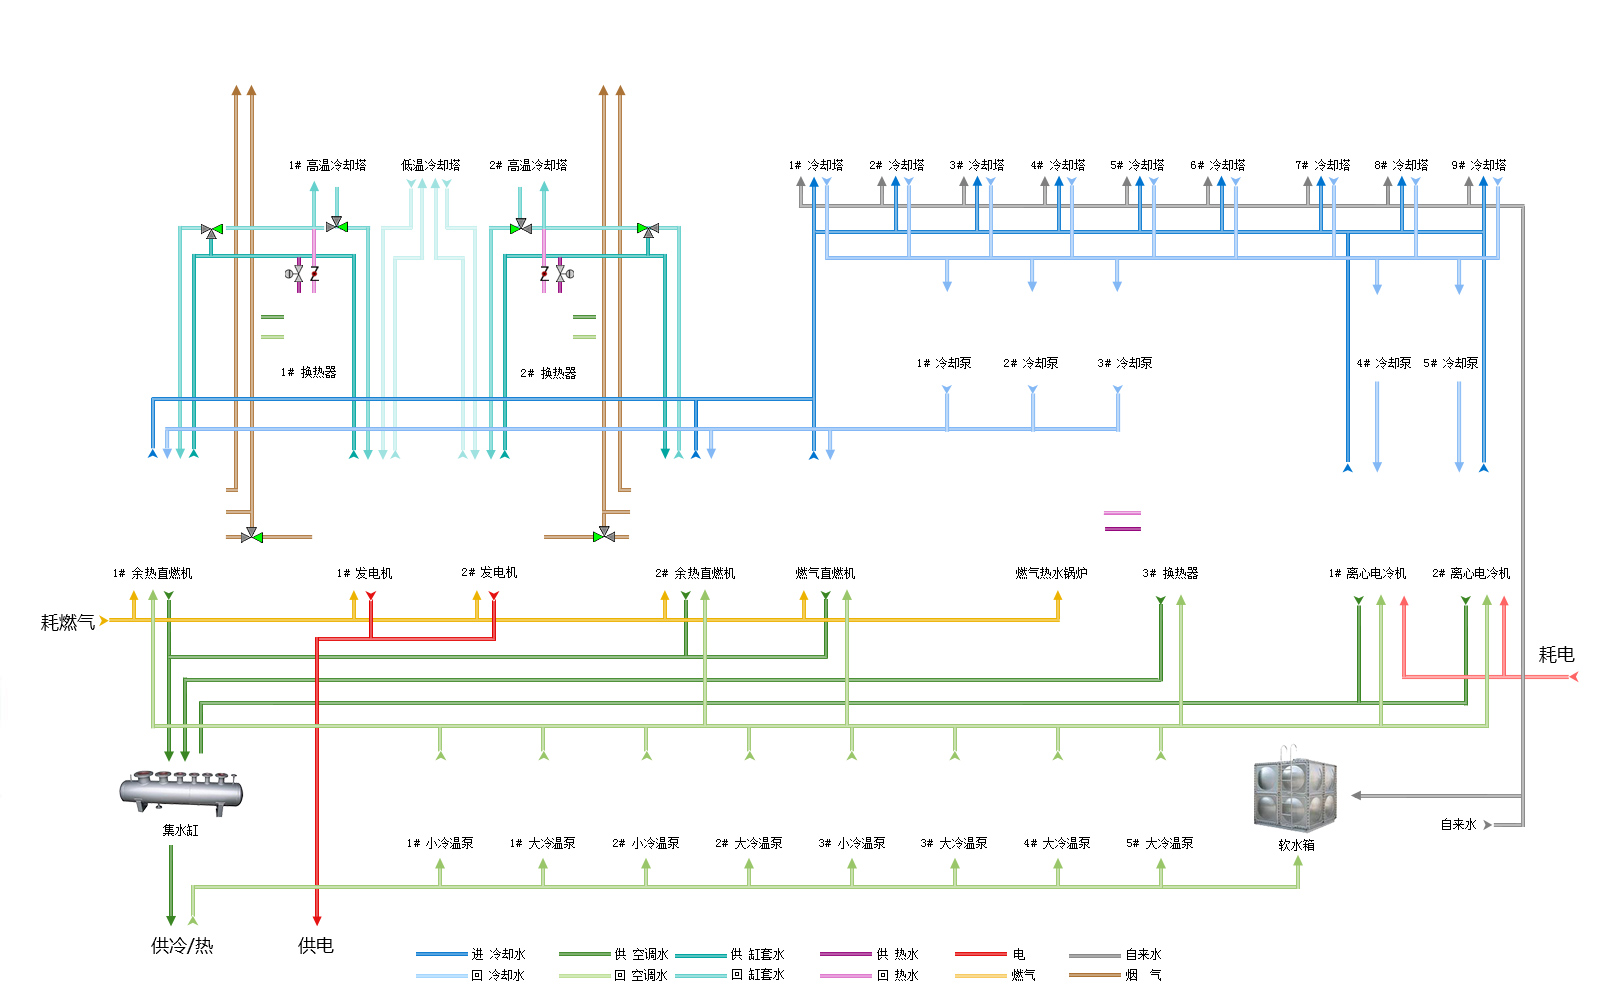 1# 高温冷却塔
低温冷却塔
2# 高温冷却塔
1# 冷却塔
2# 冷却塔
3# 冷却塔
4# 冷却塔
5# 冷却塔
6# 冷却塔
7# 冷却塔
8# 冷却塔
9# 冷却塔
1# 换热器
2# 换热器
1# 冷却泵
2# 冷却泵
3# 冷却泵
4# 冷却泵
5# 冷却泵
1# 余热直燃机
1# 发电机
2# 发电机
2# 余热直燃机
燃气直燃机
燃气热水锅炉
3# 换热器
1# 离心电冷机
2# 离心电冷机
耗燃气
耗电
集水缸
自来水
软水箱
1# 小冷温泵
1# 大冷温泵
2# 小冷温泵
2# 大冷温泵
3# 小冷温泵
3# 大冷温泵
4# 大冷温泵
5# 大冷温泵
供冷/热
供电
进 冷却水
供 空调水
供 缸套水
供 热水
电
自来水
回 冷却水
回 空调水
回 缸套水
回 热水
燃气
烟 气